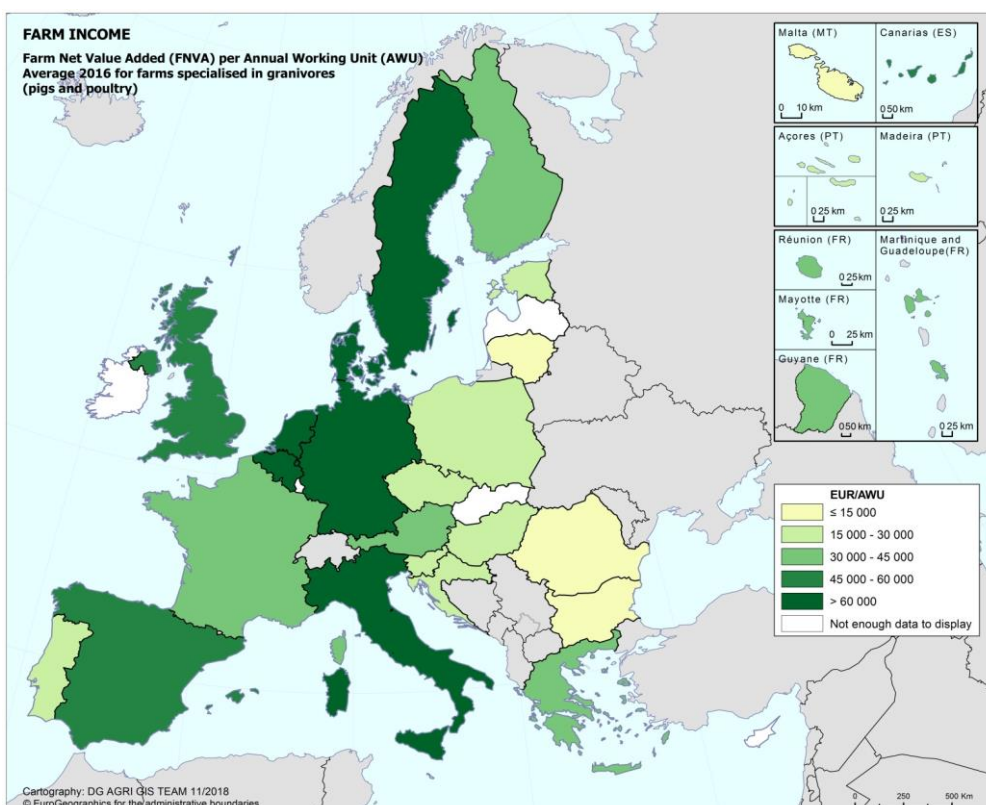 FARM INCOME
Farm Net Value Added (FNVA) per Annual Working Unit (AWU)
Average 2016 for farms specialised in granivores
(pigs and poultry)
Malta (MT)
0 10 km
Canarias (ES)
0 50 km
Açores (PT)
0 25 km
Madeira (PT)
0 25 km
Réunion (FR)
0 25 km
Mayotte (FR)
0 25 km
Guyane (FR)
0 50 km
Martinique and
Guadeloupe(FR)
0 25 km
EUR/AWU
≤ 15 000
15 000 - 30 000
30 000 - 45 000
45 000 - 60 000
> 60 000
Not enough data to display
0 250 500 Km
Cartography: DG AGRI GIS TEAM 11/2018
© EuroGeographics for the administrative boundaries